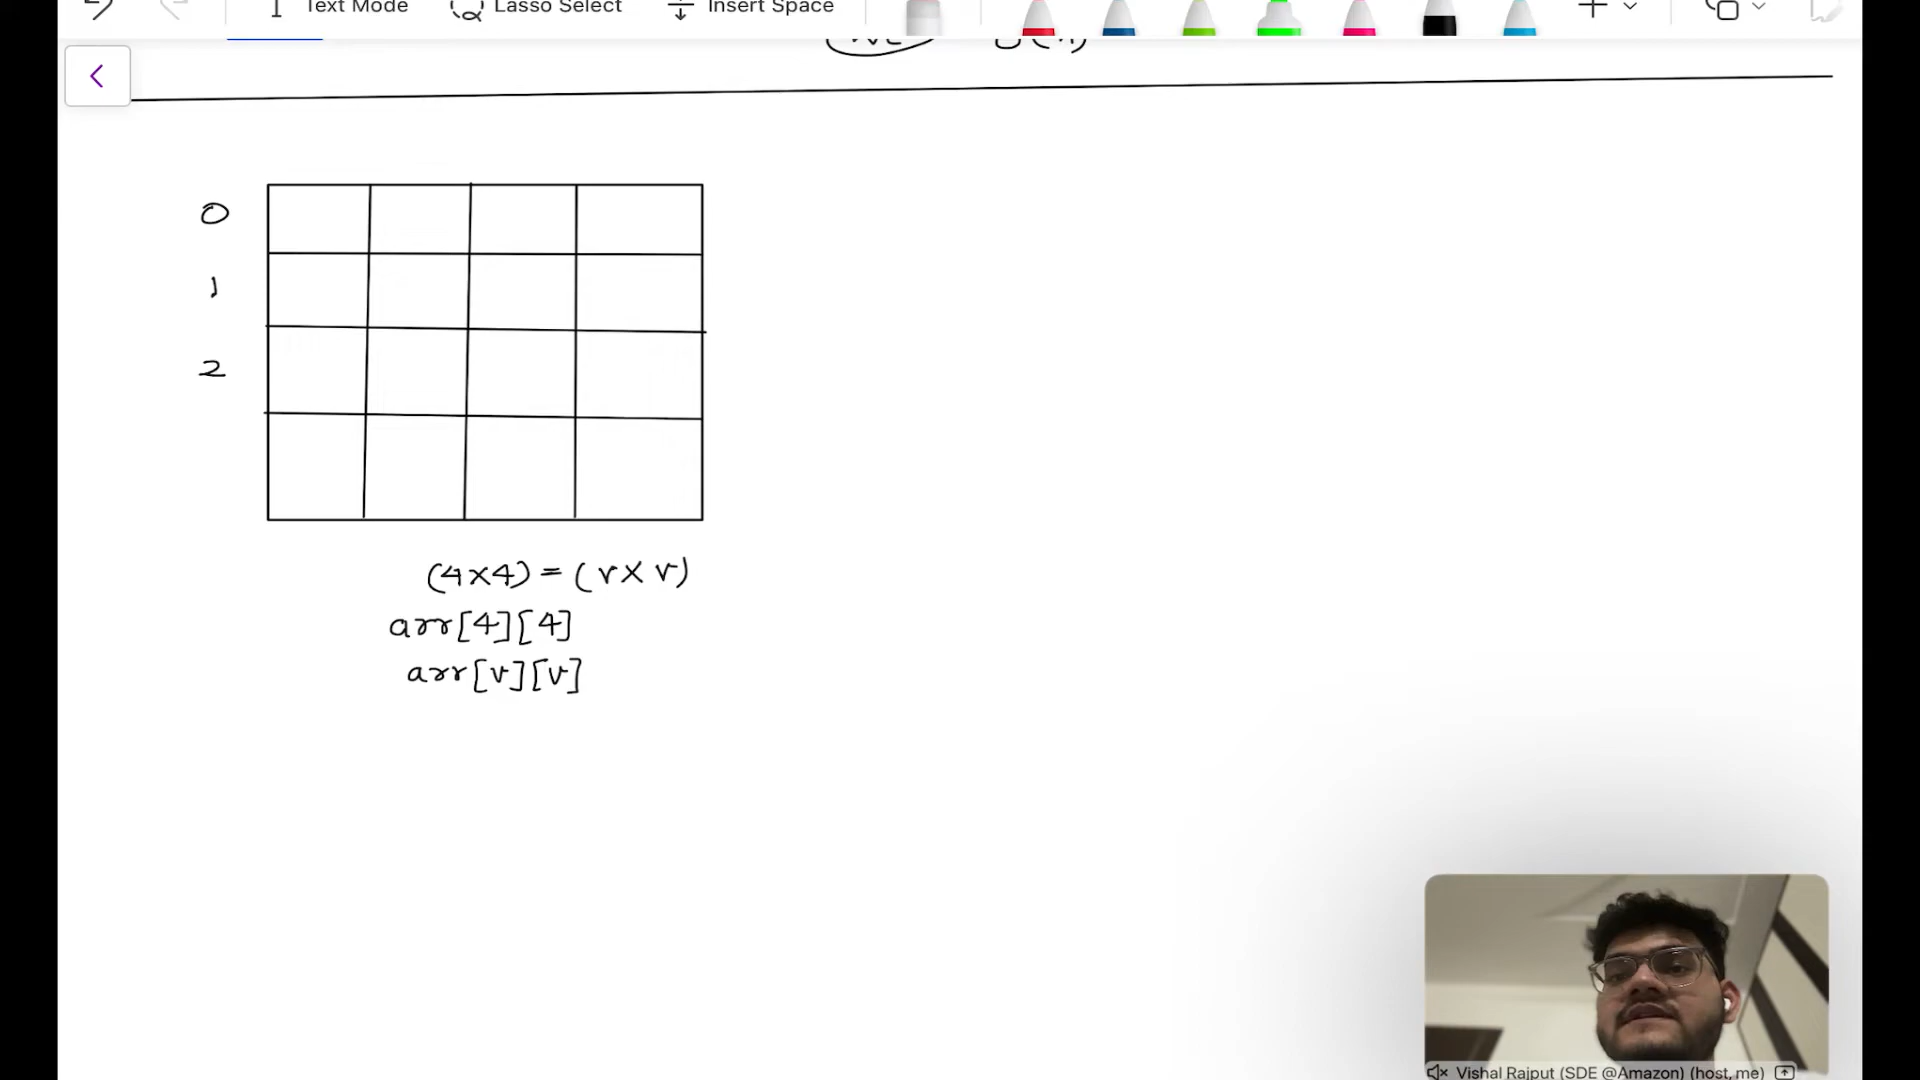 Text Mode Lasso Select Insert Space
0
1
2
(4x4) = (v x v)
arr[4][4]
arr[v][v]
Vishal Rajput (SDE @Amazon) (host, me)